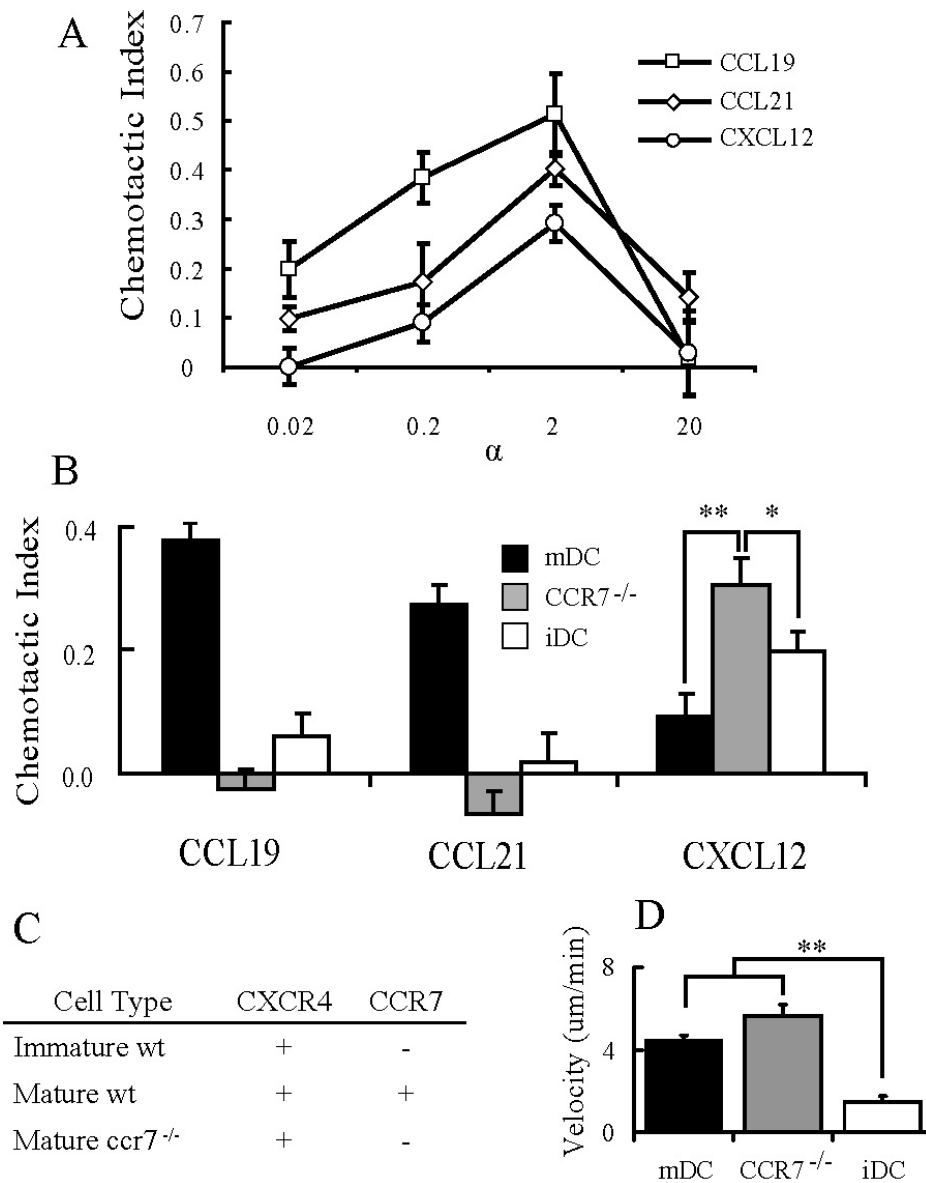 A
Chemotactic Index
0.7
0.6
0.5
0.4
0.3
0.2
0.1
0
CCL19
CCL21
CXCL12
0.02 0.2 2 20
α
B
Chemotactic Index
0.4
0.2
0.0
** *
mDC
CCR7 -/-
iDC
CCL19 CCL21 CXCL12
C
Cell Type CXCR4 CCR7
Immature wt + -
Mature wt + +
Mature ccr7 -/- + -
D
Velocity (um/min)
8
4
0
**
mDC CCR7 -/- iDC